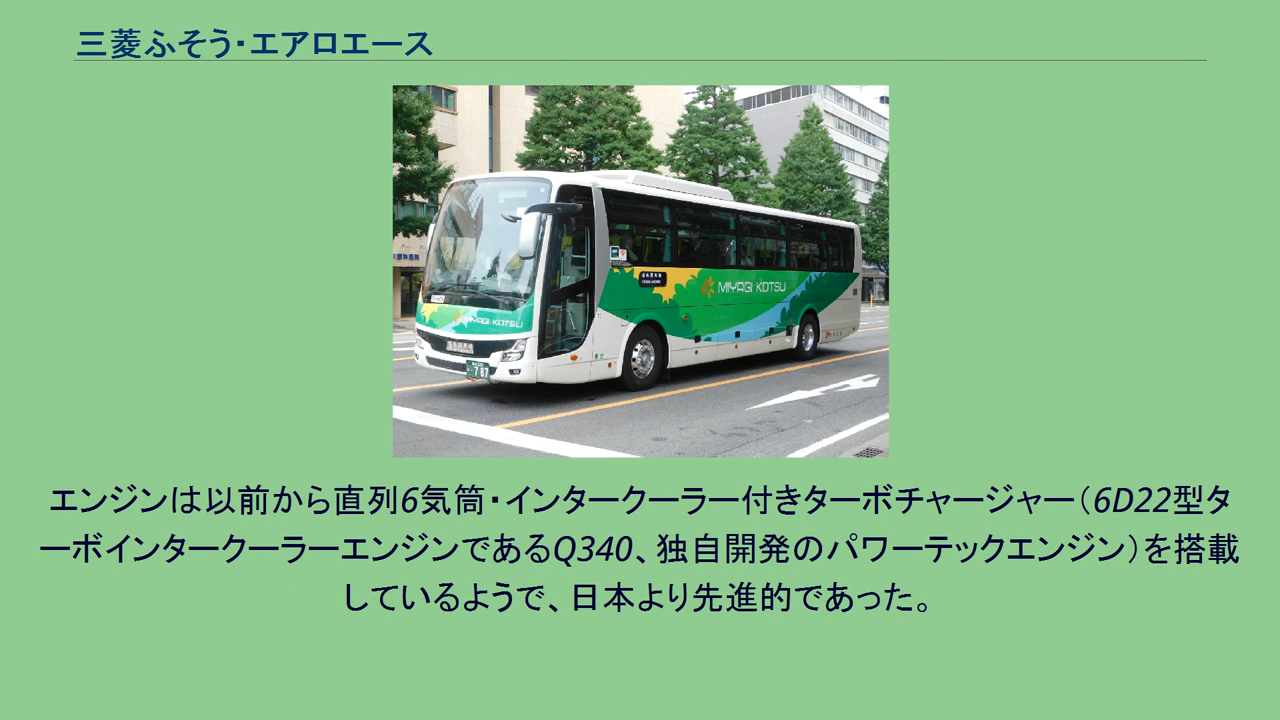 三菱ふそう・エアロエース
MIYAGI KOTSU
MIYAGI KOTSU
・787
エンジンは以前から直列6気筒・インタークーラー付きターボチャージャー（6D22型タ
ーボインタークーラーエンジンであるQ340、独自開発のパワーテックエンジン）を搭載
しているようで、日本より先進的であった。